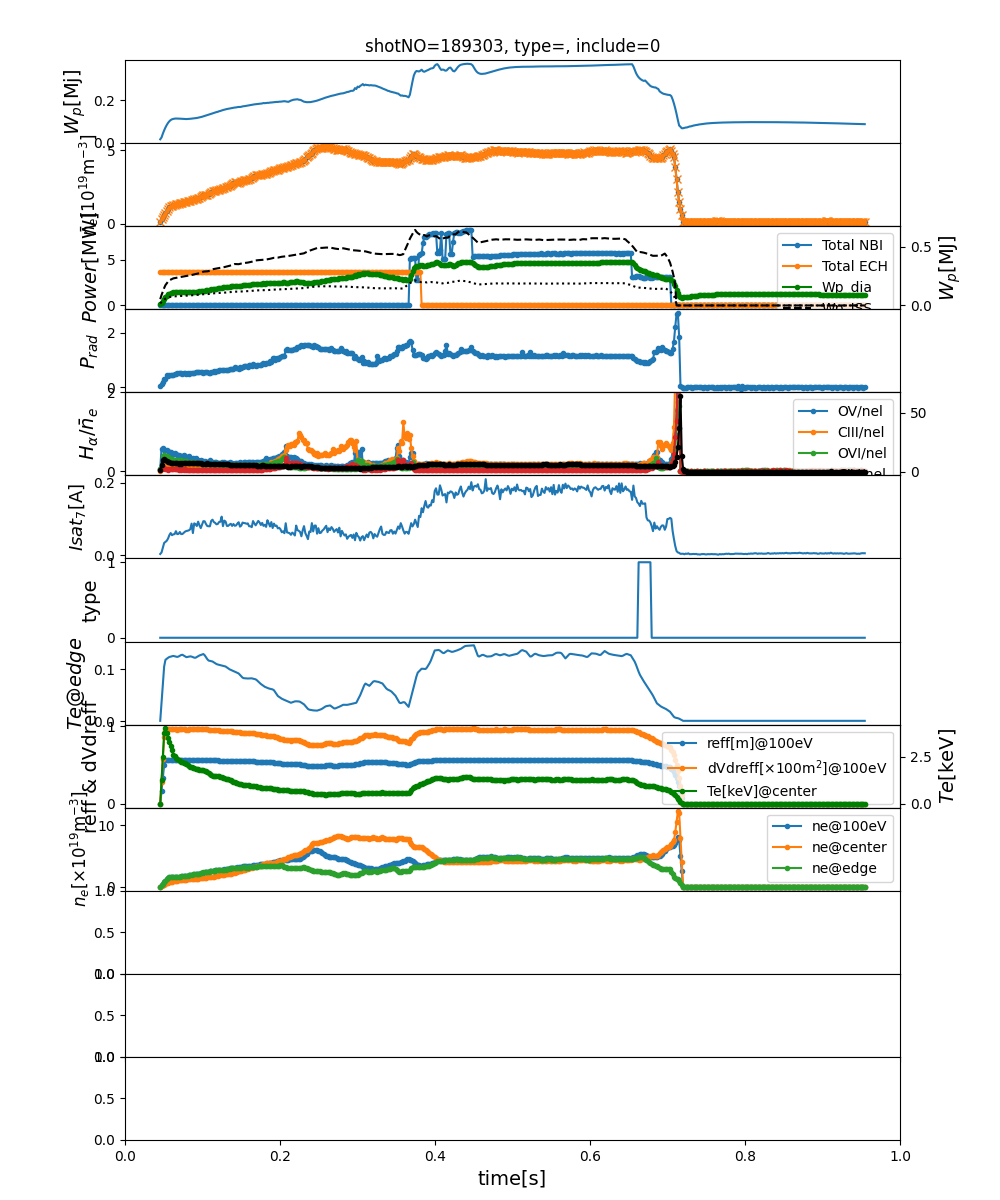 shotNO=189303, type=, include=0
W_p[Mj]
0.2
0.0
n̄_e[10^19 m^-3]
5
0
Power[MW]
5
0
W_p[MJ]
0.5
0.0
Total NBI
Total ECH
Wp_dia
P_rad
2
0
H_α/n̄_e
2
0
50
0
OV/nel
CIII/nel
OVI/nel
Isat_7[A]
0.2
0.0
type
1
0
Te@edge
0.1
0.0
reff & dVdreff
1
0
Te[keV]
2.5
0.0
reff[m]@100eV
dVdreff[×100m^2]@100eV
Te[keV]@center
n_e[×10^19 m^-3]
10
0
ne@100eV
ne@center
ne@edge
1.0
0.5
0.0
1.0
0.5
0.0
1.0
0.5
0.0
0.0
0.2
0.4
0.6
0.8
1.0
time[s]